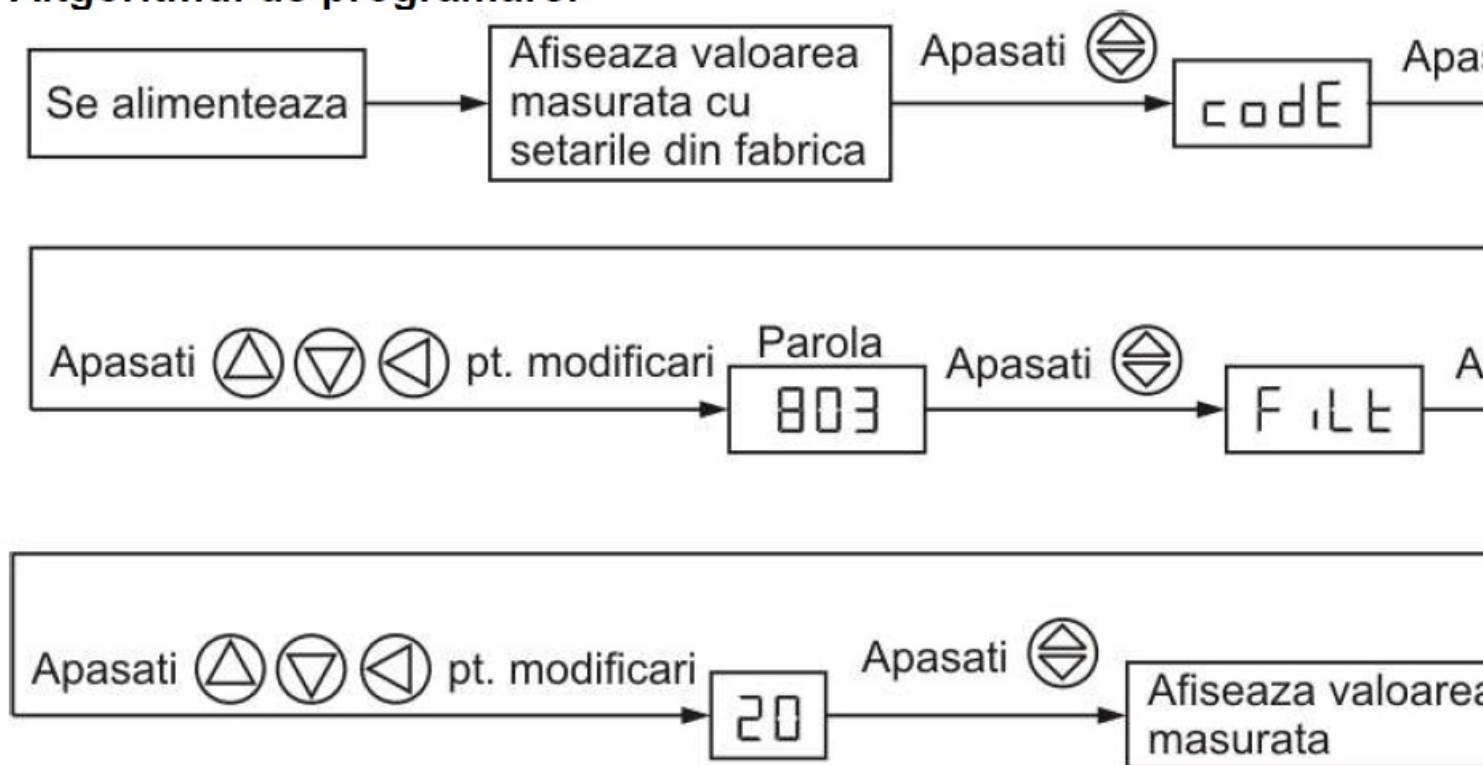 Se alimenteaza
Afiseaza valoarea
masurata cu
setarile din fabrica
Apasati
codE
Apasati
pt. modificari
Parola
803
Apasati
FiLt
Apasati
pt. modificari
20
Apasati
Afiseaza valoarea
masurata